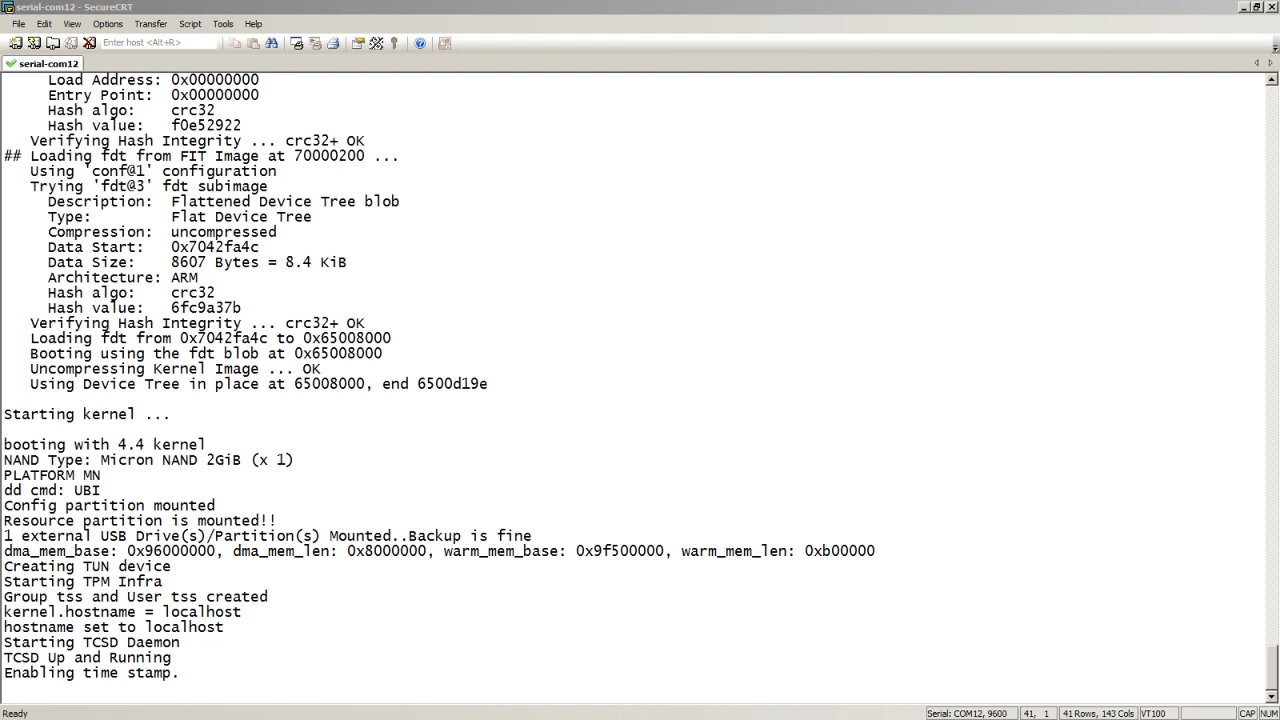 serial-com12 - SecureCRT
File Edit View Options Transfer Script Tools Help
Enter host <Alt+R>
serial-com12
Load Address: 0x00000000
Entry Point: 0x00000000
Hash algo: crc32
Hash value: f0e52922
Verifying Hash Integrity ... crc32+ OK
## Loading fdt from FIT Image at 70000200 ...
Using 'conf@1' configuration
Trying 'fdt@3' fdt subimage
Description: Flattened Device Tree blob
Type: Flat Device Tree
Compression: uncompressed
Data Start: 0x7042fa4c
Data Size: 8607 Bytes = 8.4 KiB
Architecture: ARM
Hash algo: crc32
Hash value: 6fc9a37b
Verifying Hash Integrity ... crc32+ OK
Loading fdt from 0x7042fa4c to 0x65008000
Booting using the fdt blob at 0x65008000
Uncompressing Kernel Image ... OK
Using Device Tree in place at 65008000, end 6500d19e
Starting kernel ...
booting with 4.4 kernel
NAND Type: Micron NAND 2GiB (x 1)
PLATFORM MN
dd cmd: UBI
Config partition mounted
Resource partition is mounted!!
1 external USB Drive(s)/Partition(s) Mounted..Backup is fine
dma_mem_base: 0x96000000, dma_mem_len: 0x8000000, warm_mem_base: 0x9f500000, warm_mem_len: 0xb00000
Creating TUN device
Starting TPM Infra
Group tss and User tss created
kernel.hostname = localhost
hostname set to localhost
Starting TCSD Daemon
TCSD Up and Running
Enabling time stamp.
Ready Serial: COM12, 9600 41, 1 41 Rows, 143 Cols VT100 CAP NUM